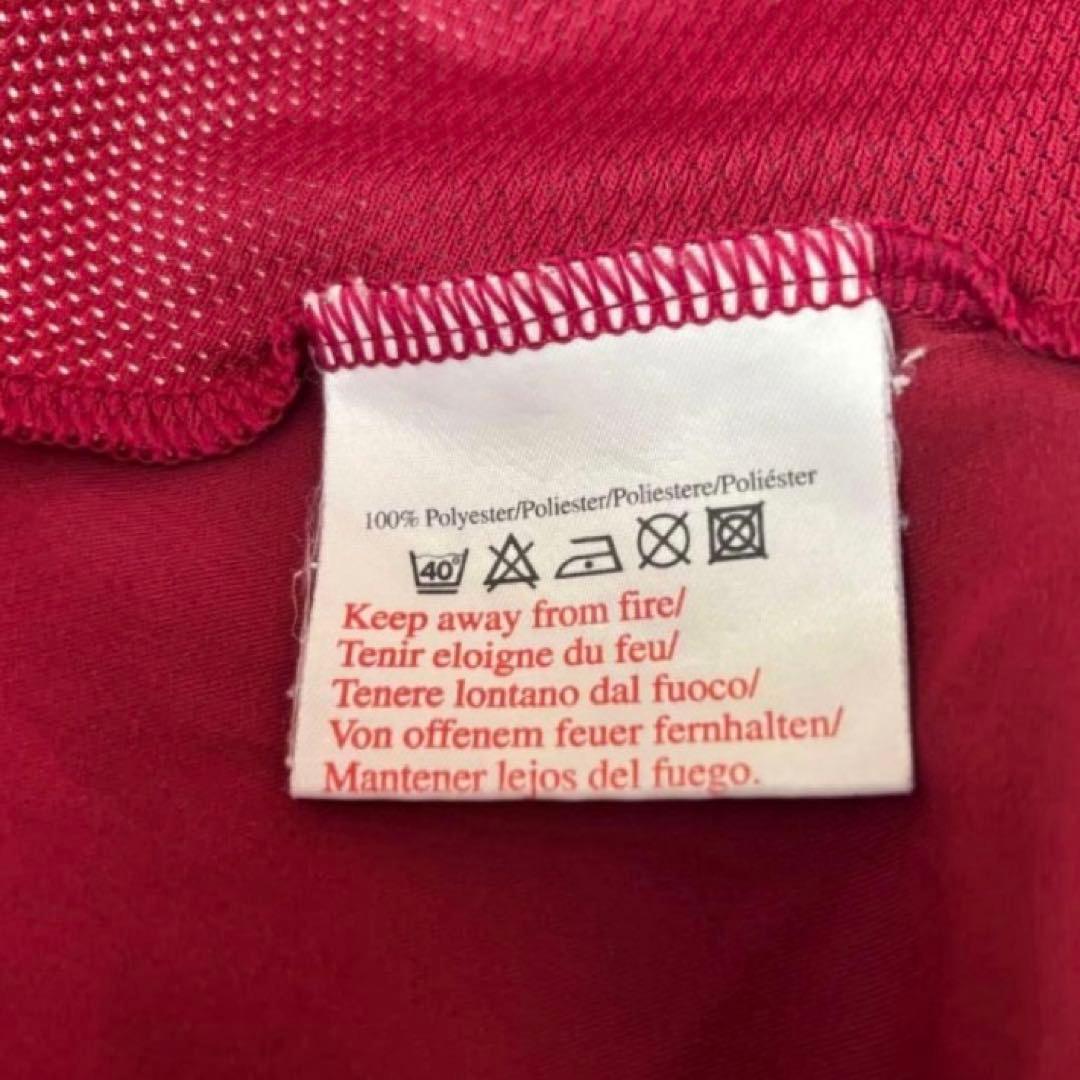 100% Polyester/Poliester/Poliestere/Poliéster
40°
Keep away from fire/
Tenir eloigne du feu/
Tenere lontano dal fuoco/
Von offenem feuer fernhalten/
Mantener lejos del fuego.